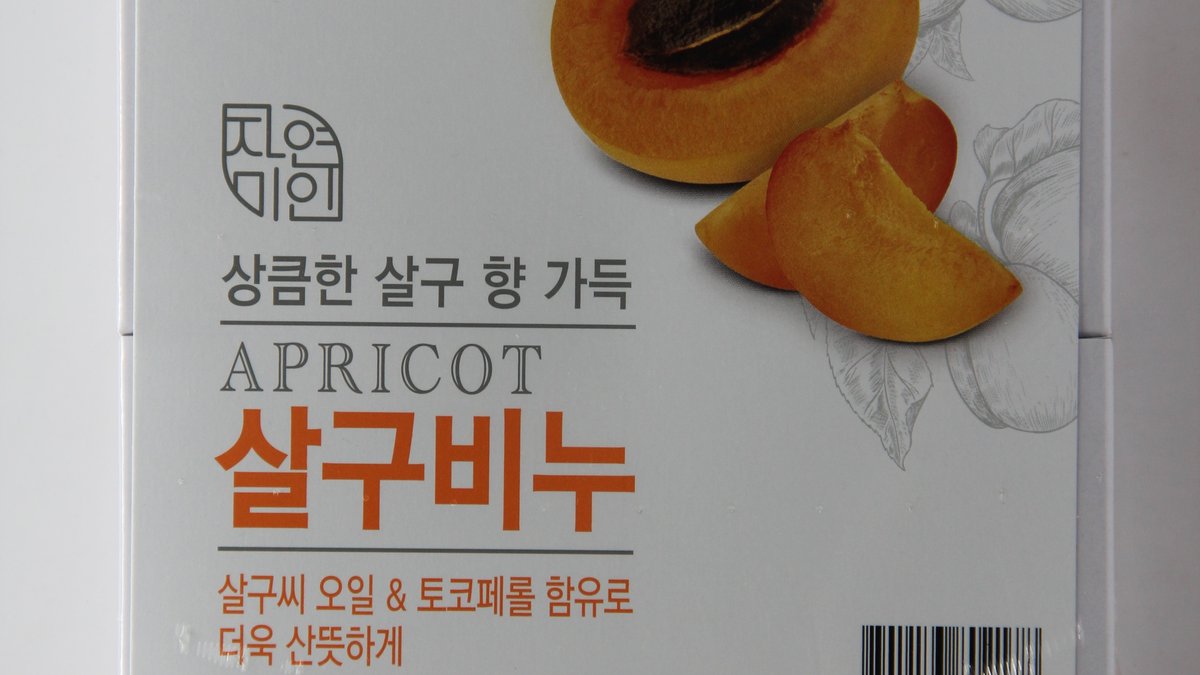 자연
미인
상큼한 살구 향 가득
APRICOT
살구비누
살구씨 오일 & 토코페롤 함유로
더욱 산뜻하게